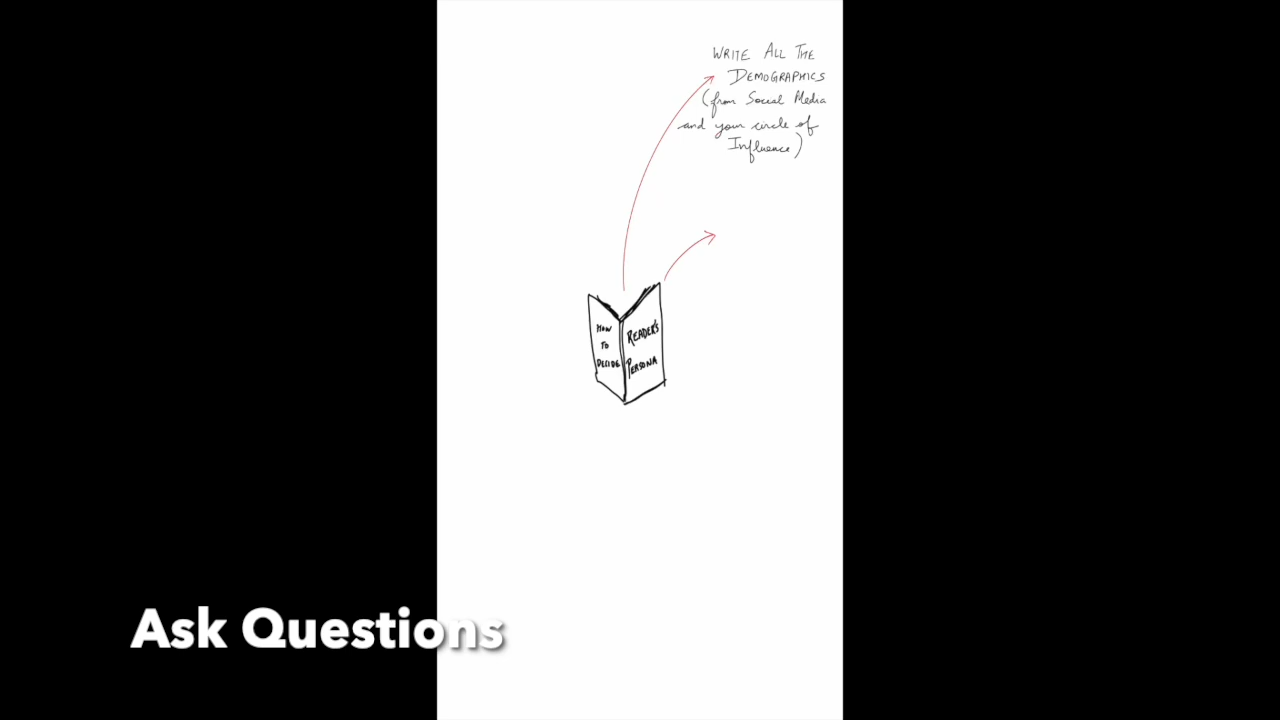 WRITE ALL THE
DEMOGRAPHICS
(from Social Media
and your circle of
Influence)
HOW
TO
DECIDE
READER'S
PERSONA
Ask Questions